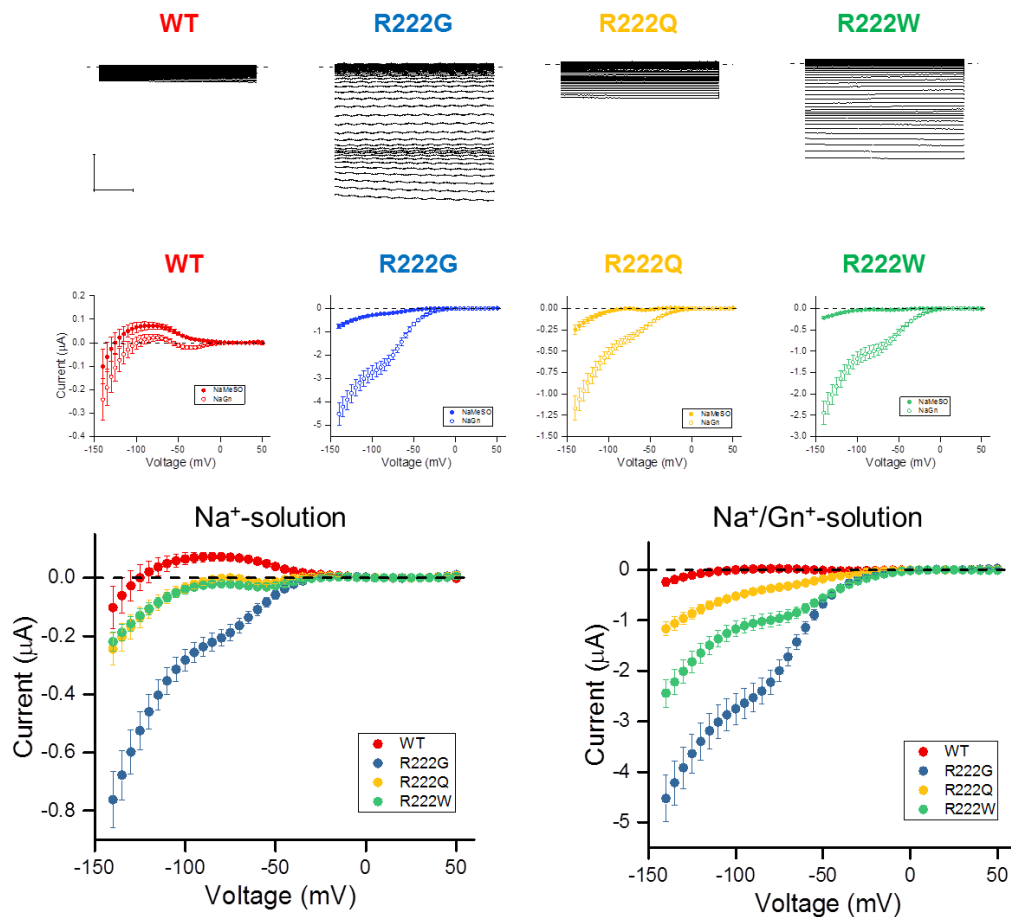 WT
R222G
R222Q
R222W
WT
R222G
R222Q
R222W
0.2
0.1
0.0
-0.1
-0.2
-0.3
-0.4
Current (µA)
NaMeSO
NaGn
-150 -100 -50 0 50
Voltage (mV)
0
-1
-2
-3
-4
-5
NaMeSO
NaGn
-150 -100 -50 0 50
Voltage (mV)
0.00
-0.25
-0.50
-0.75
-1.00
-1.25
-1.50
NaMeSO
NaGn
-150 -100 -50 0 50
Voltage (mV)
0.0
-0.5
-1.0
-1.5
-2.0
-2.5
-3.0
NaMeSO
NaGn
-150 -100 -50 0 50
Voltage (mV)
Na⁺-solution
0.0
-0.2
-0.4
-0.6
-0.8
Current (µA)
WT
R222G
R222Q
R222W
-150 -100 -50 0 50
Voltage (mV)
Na⁺/Gn⁺-solution
0
-1
-2
-3
-4
-5
Current (µA)
WT
R222G
R222Q
R222W
-150 -100 -50 0 50
Voltage (mV)